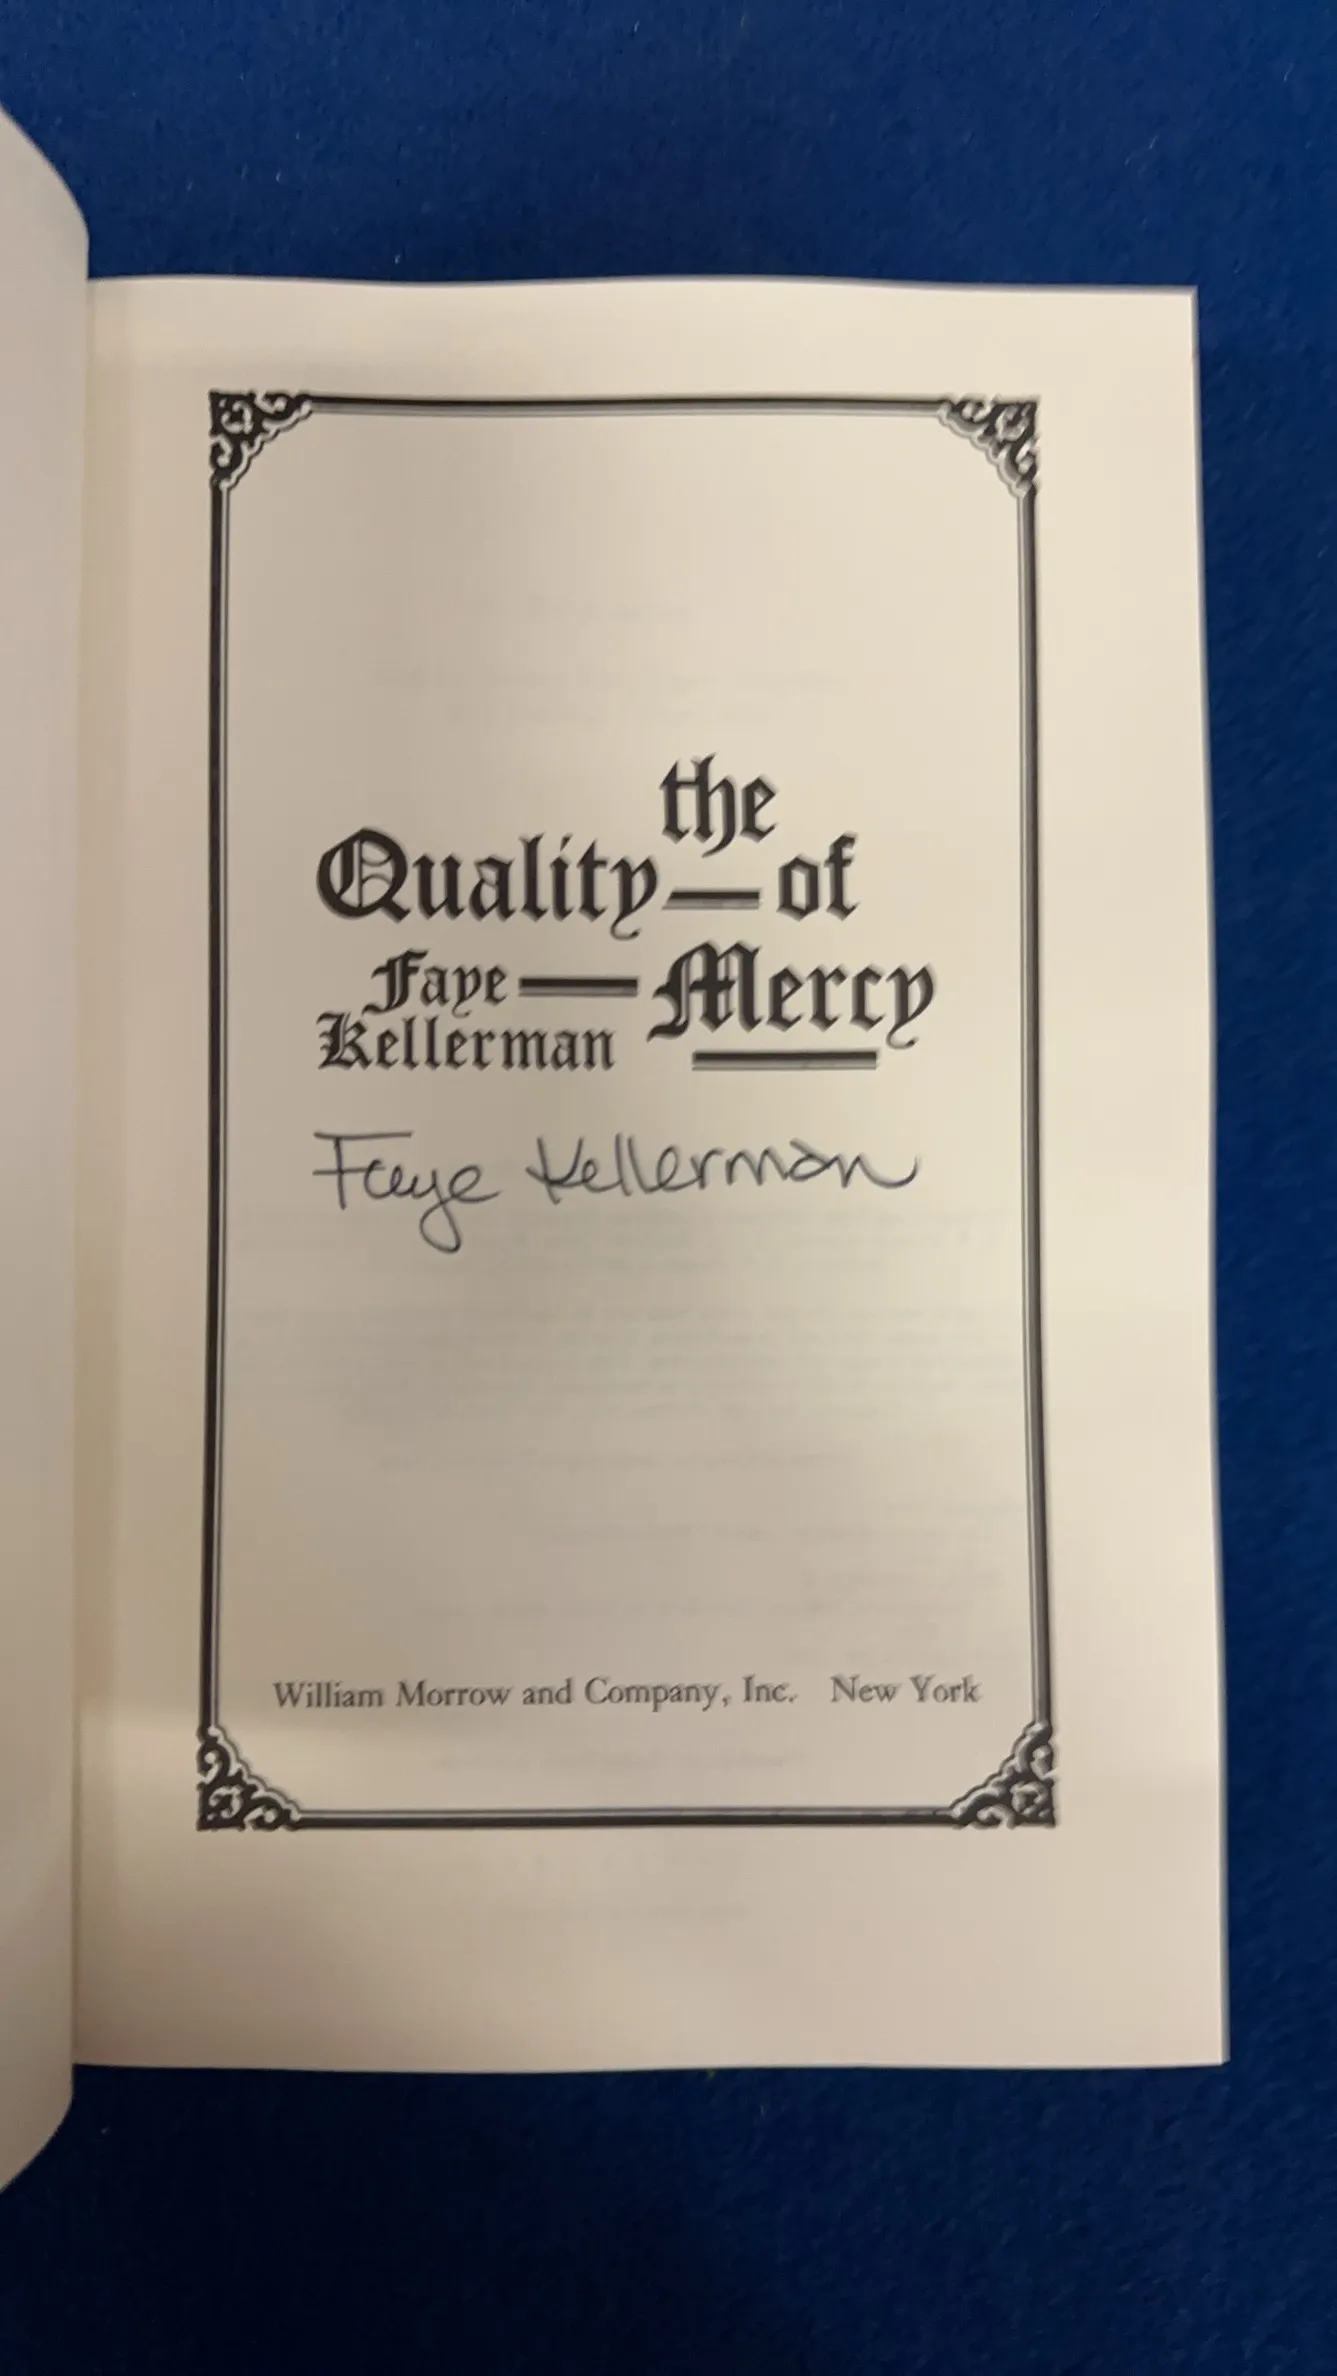 the
Quality — of
Faye — Mercy
Kellerman
Faye Kellerman
William Morrow and Company, Inc. New York